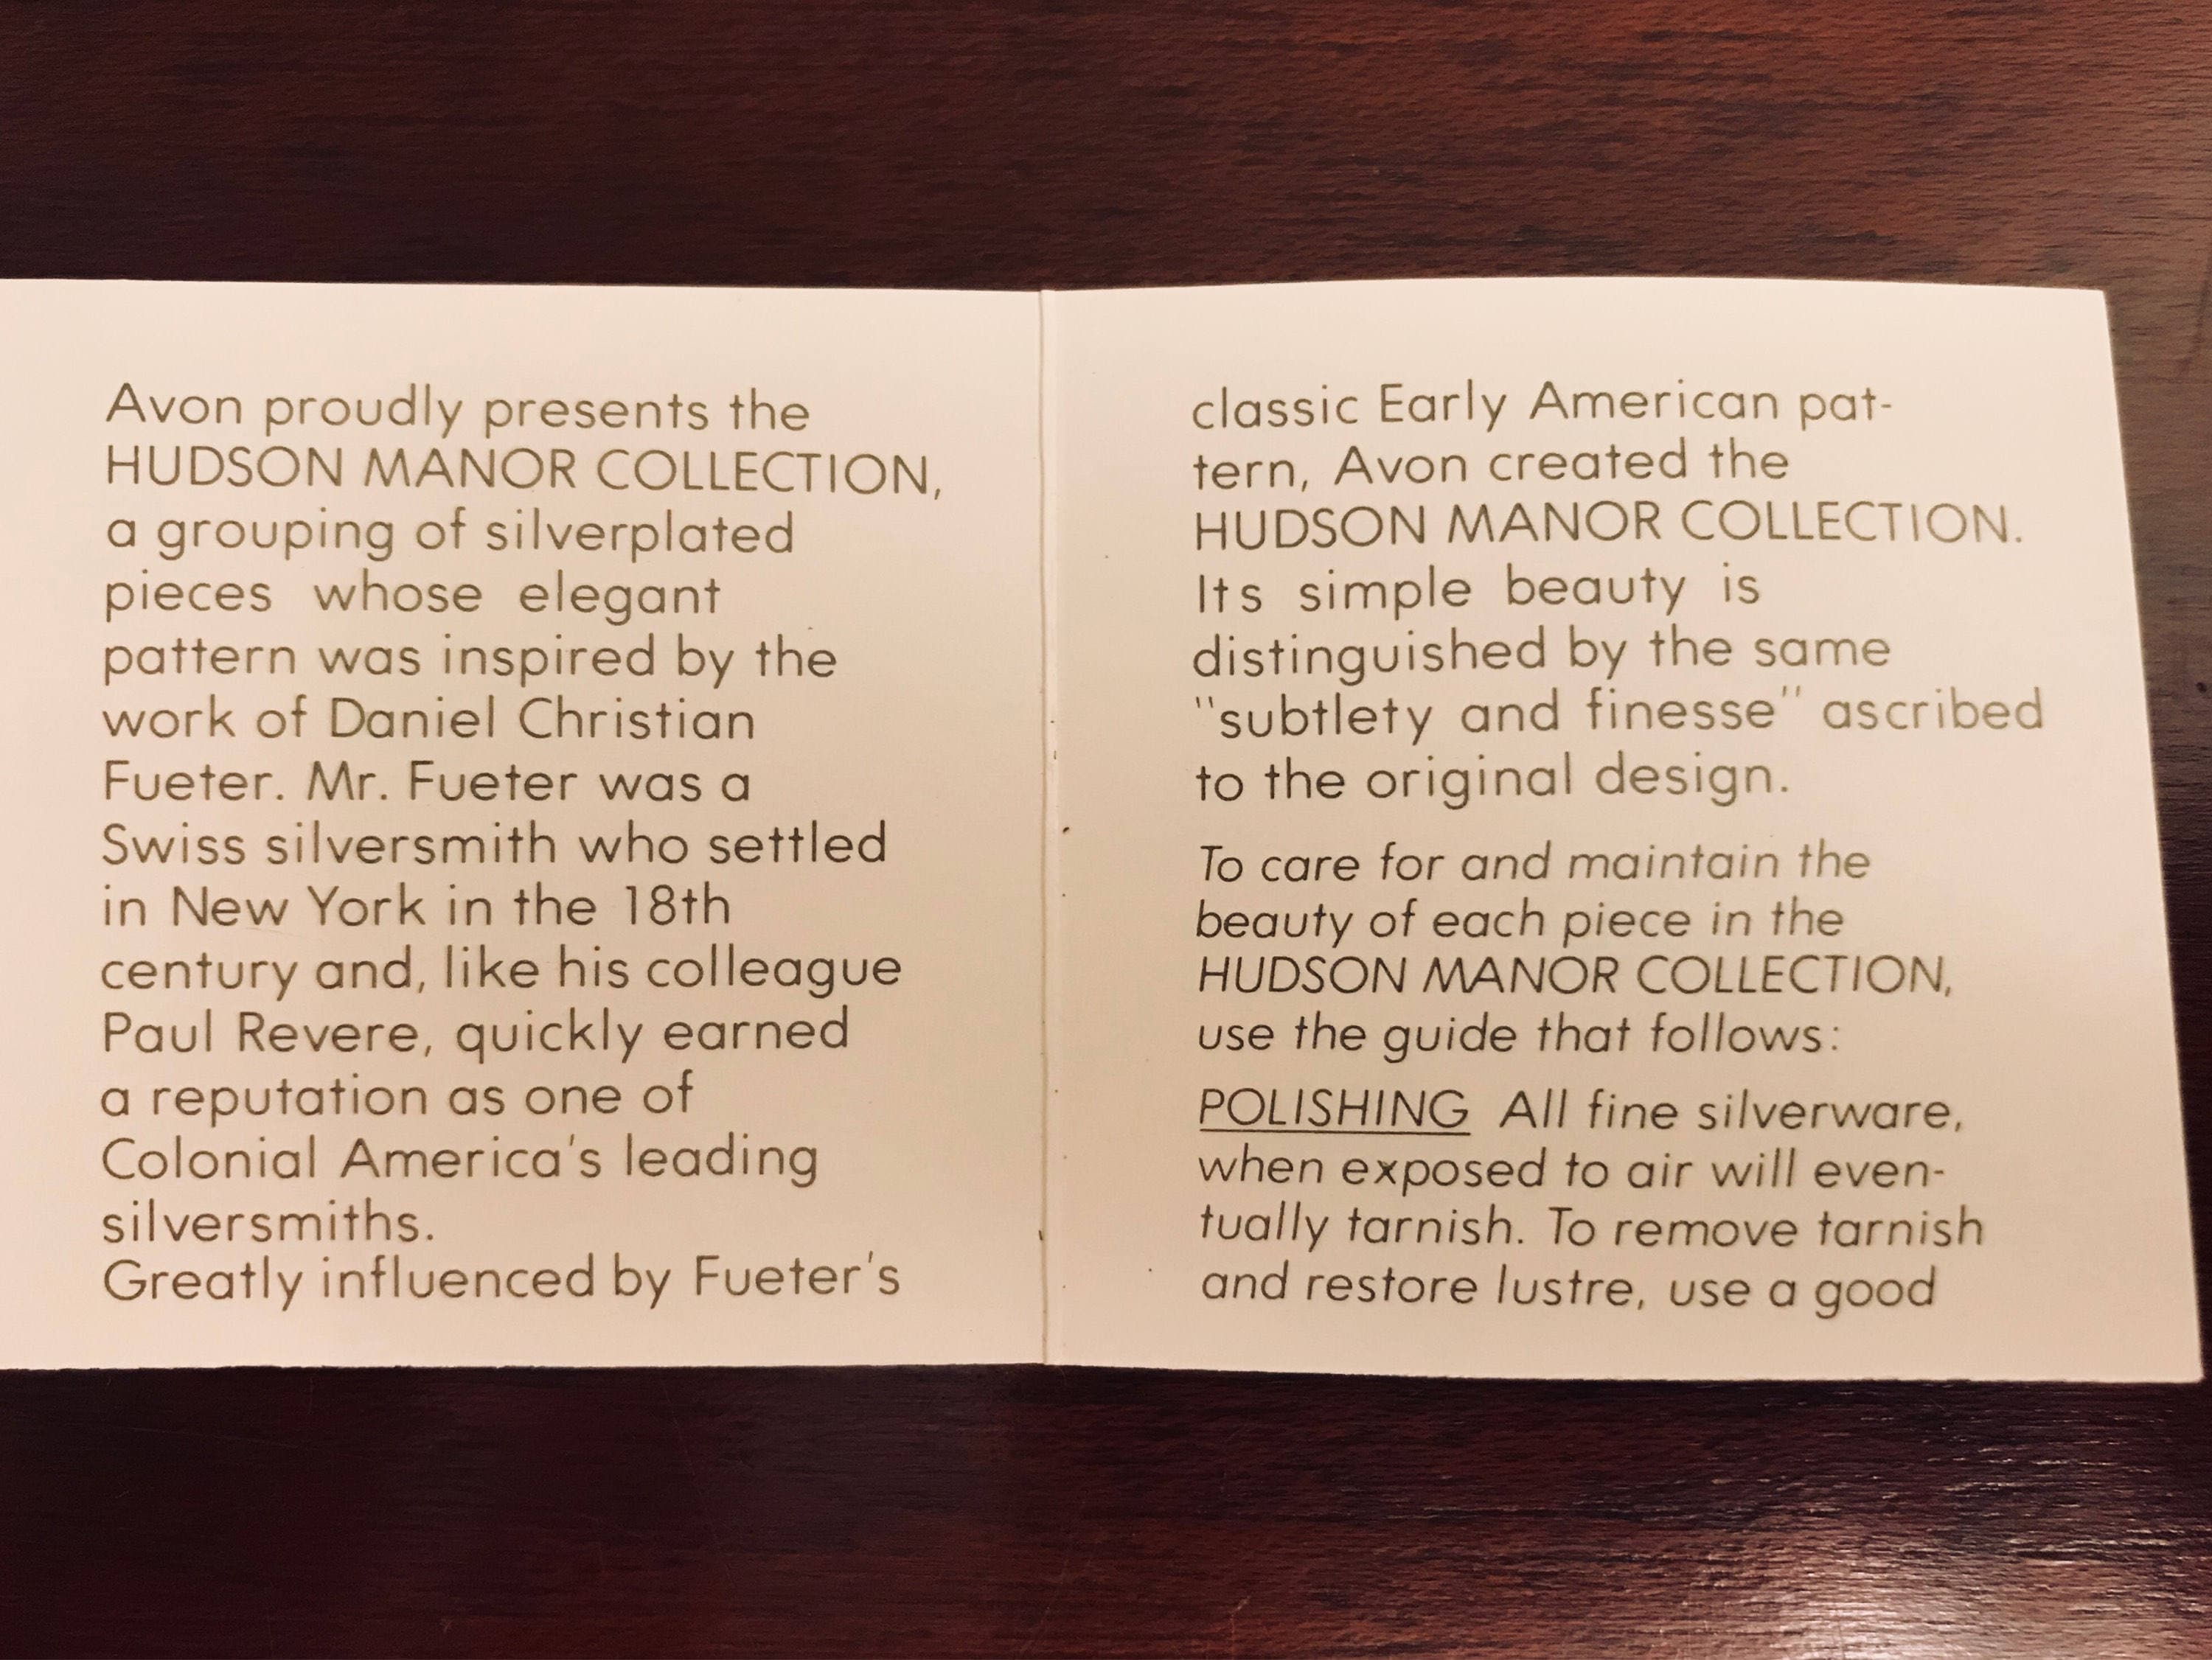 Avon proudly presents the
HUDSON MANOR COLLECTION,
a grouping of silverplated
pieces whose elegant
pattern was inspired by the
work of Daniel Christian
Fueter. Mr. Fueter was a
Swiss silversmith who settled
in New York in the 18th
century and, like his colleague
Paul Revere, quickly earned
a reputation as one of
Colonial America's leading
silversmiths.
Greatly influenced by Fueter's
classic Early American pat-
tern, Avon created the
HUDSON MANOR COLLECTION.
Its simple beauty is
distinguished by the same
"subtlety and finesse" ascribed
to the original design.
To care for and maintain the
beauty of each piece in the
HUDSON MANOR COLLECTION,
use the guide that follows:
POLISHING All fine silverware,
when exposed to air will even-
tually tarnish. To remove tarnish
and restore lustre, use a good